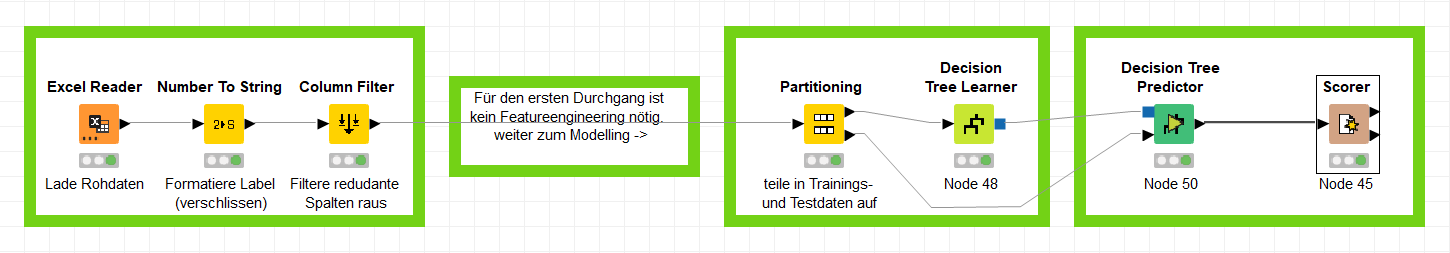 Excel Reader
Number To String
Column Filter
Lade Rohdaten
Formatiere Label
(verschlissen)
Filtere redudante
Spalten raus
Für den ersten Durchgang ist
kein Featureengineering nötig.
weiter zum Modelling ->
Partitioning
teile in Trainings-
und Testdaten auf
Decision
Tree Learner
Node 48
Decision Tree
Predictor
Node 50
Scorer
Node 45
2
S
X